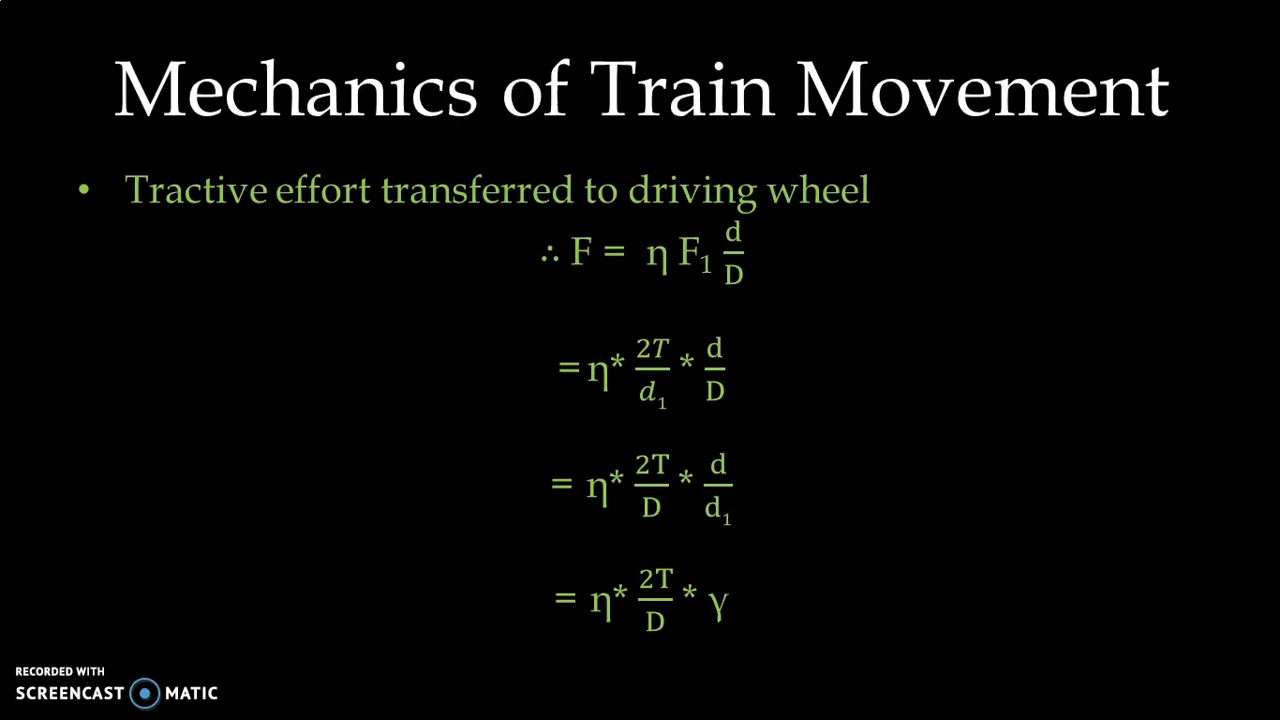 Mechanics of Train Movement
• Tractive effort transferred to driving wheel
∴ F = η F₁ d/D
= η* 2T/d₁ * d/D
= η* 2T/D * d/d₁
= η* 2T/D * γ
RECORDED WITH
SCREENCAST MATIC